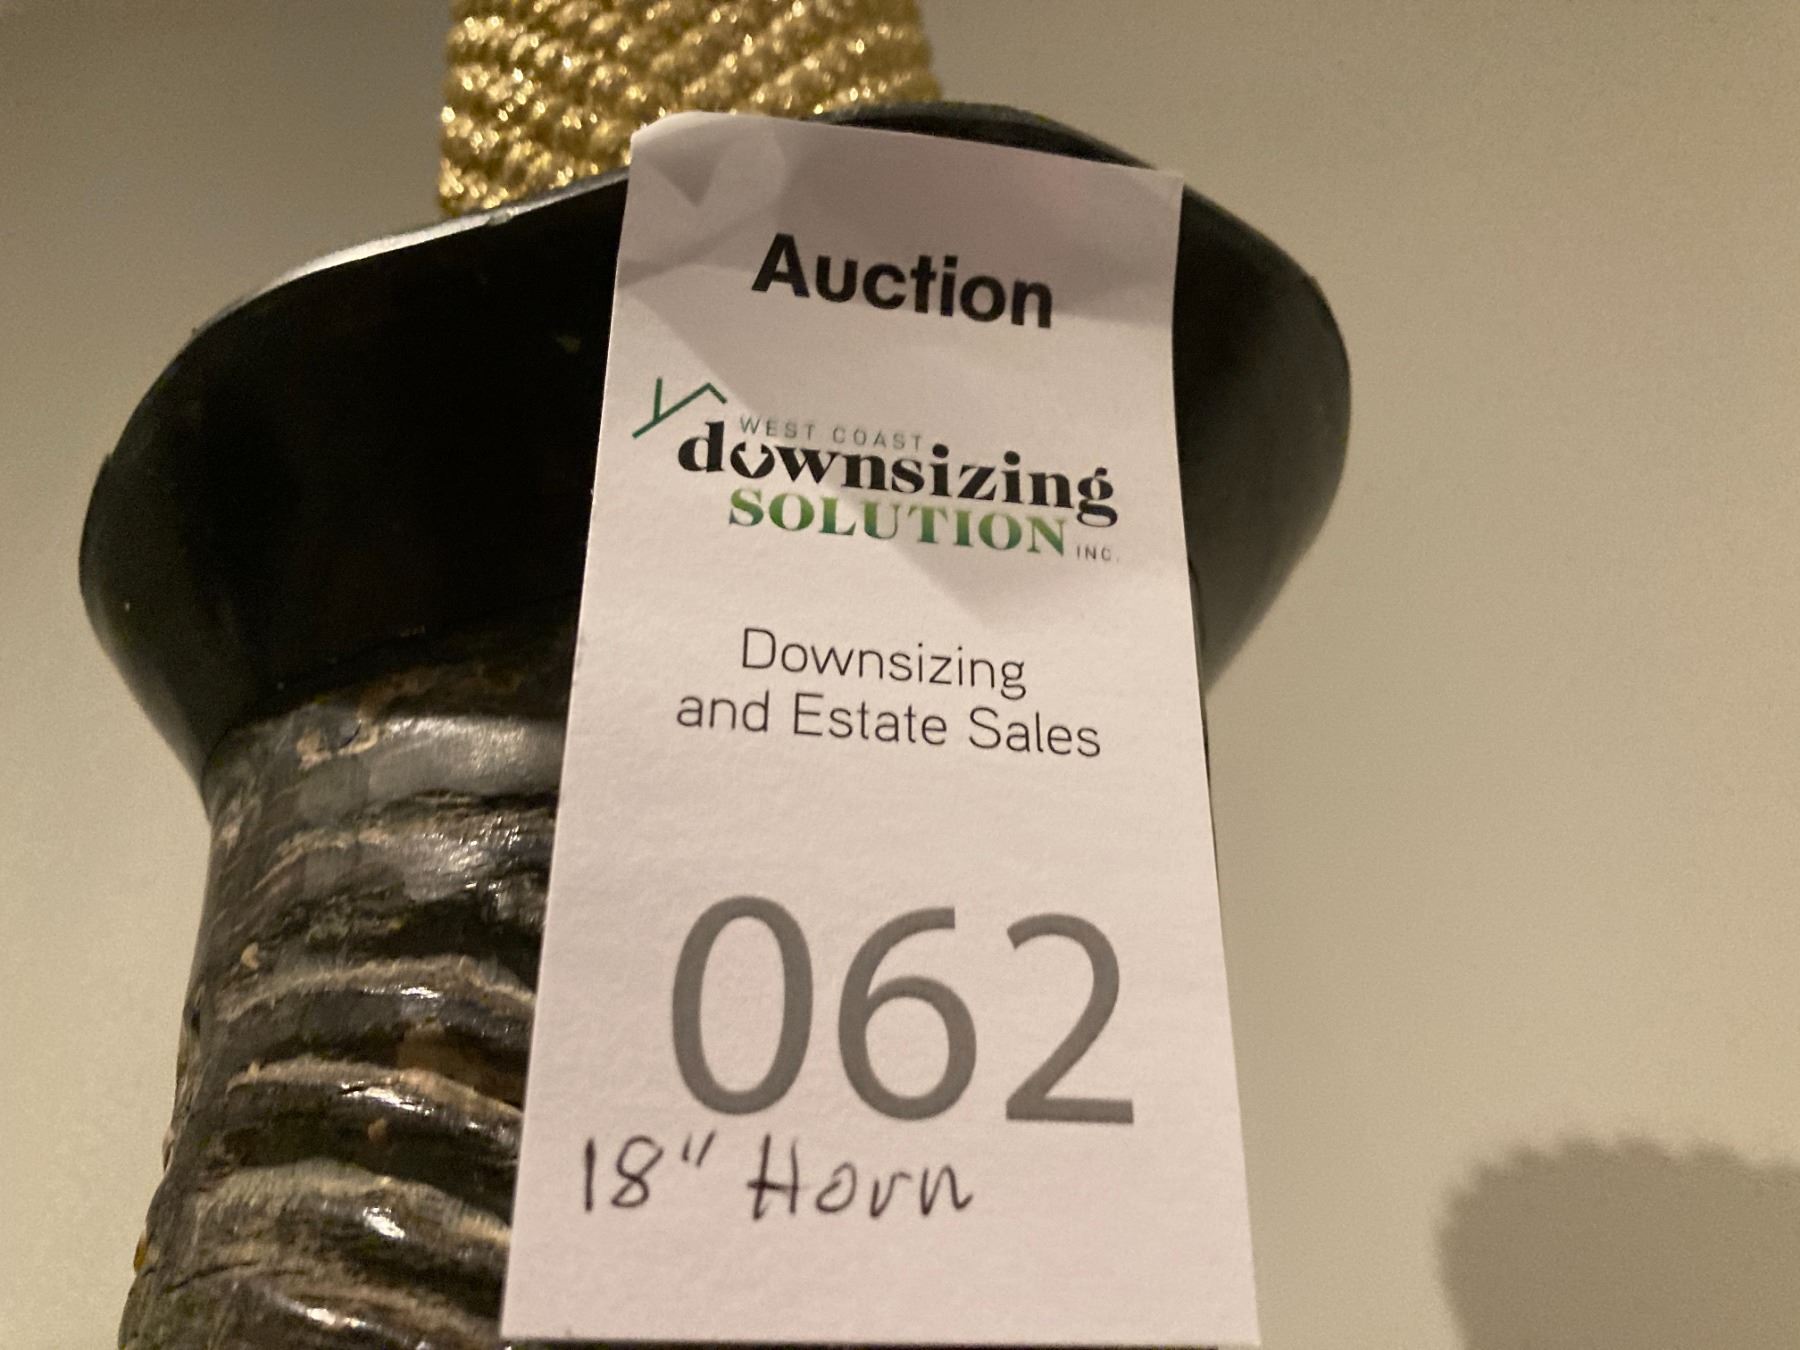 Auction
WEST COAST
downsizing
SOLUTION INC.
Downsizing
and Estate Sales
062
18" Horn